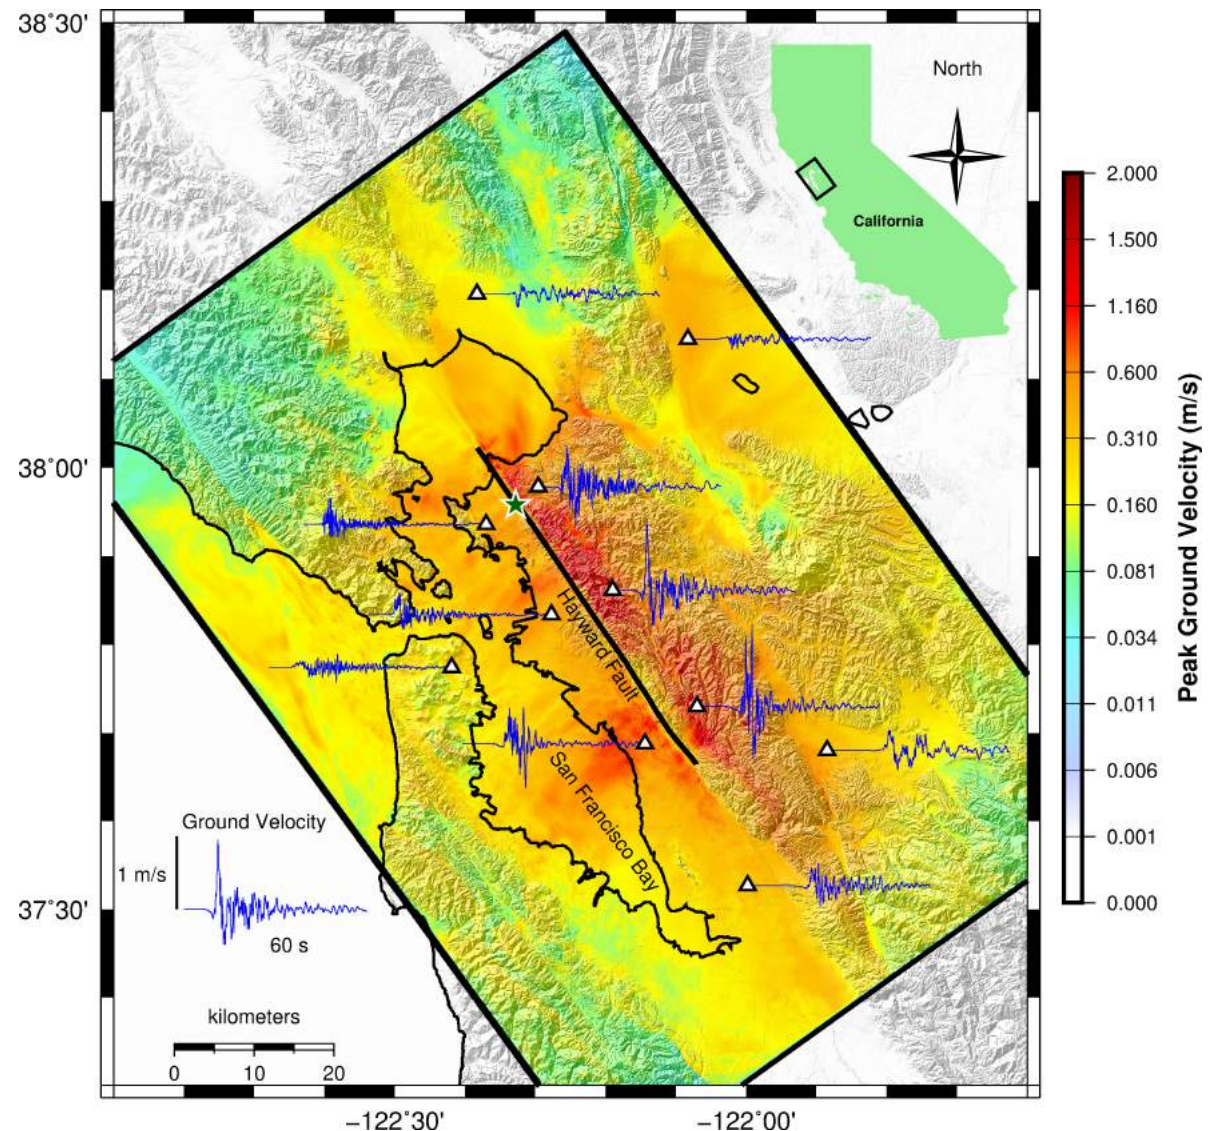 38˚30'
North
2.000
1.500
California
1.160
0.600
0.310
38˚00'
0.160
Peak Ground Velocity (m/s)
0.081
Hayward Fault
0.034
0.011
San Francisco Bay
0.006
Ground Velocity
0.001
1 m/s
37˚30'
0.000
60 s
kilometers
0 10 20
−122˚30' −122˚00'